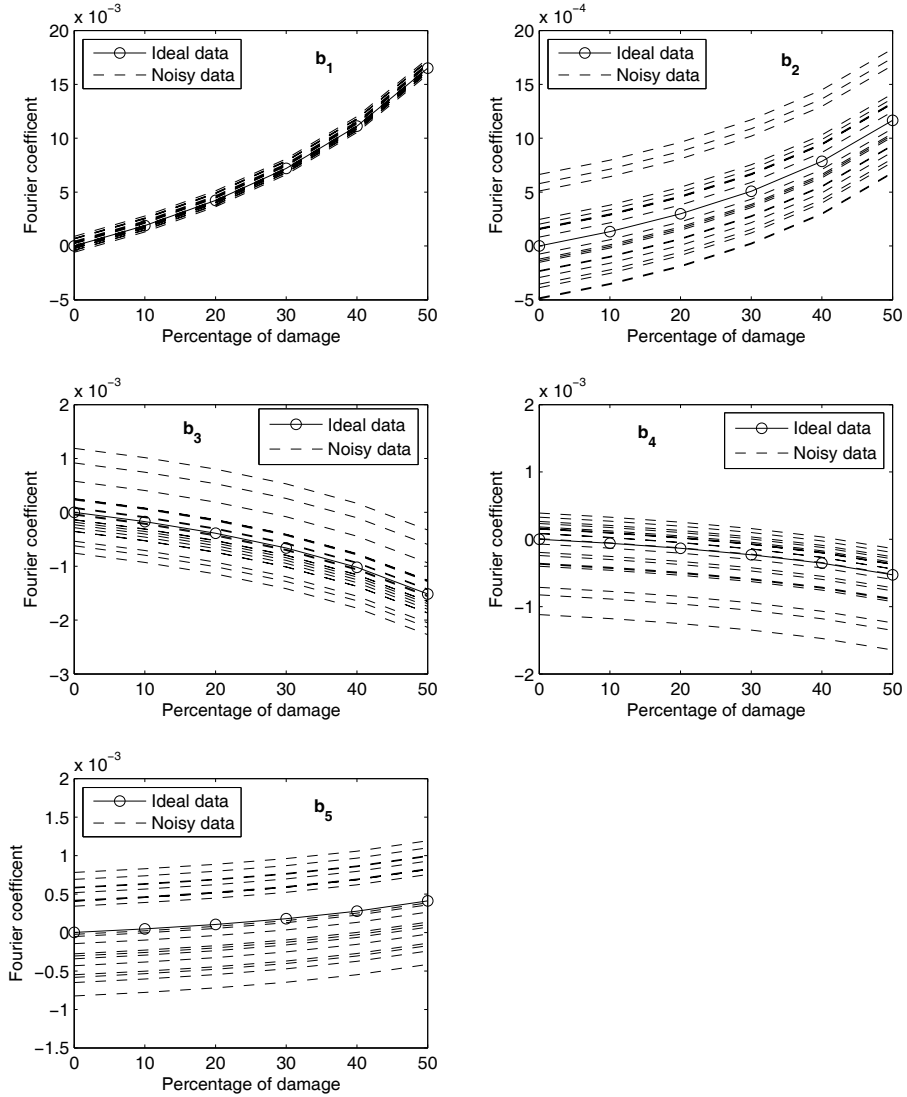 x 10⁻³
20
15
10
5
0
−5
0 10 20 30 40 50
Percentage of damage
Fourier coefficent
Ideal data
Noisy data
b₁
x 10⁻⁴
20
15
10
5
0
−5
0 10 20 30 40 50
Percentage of damage
Fourier coefficent
Ideal data
Noisy data
b₂
x 10⁻³
2
1
0
−1
−2
−3
0 10 20 30 40 50
Percentage of damage
Fourier coefficent
b₃
Ideal data
Noisy data
x 10⁻³
2
1
0
−1
−2
0 10 20 30 40 50
Percentage of damage
Fourier coefficent
b₄
Ideal data
Noisy data
x 10⁻³
2
1.5
1
0.5
0
−0.5
−1
−1.5
0 10 20 30 40 50
Percentage of damage
Fourier coefficent
Ideal data
Noisy data
b₅